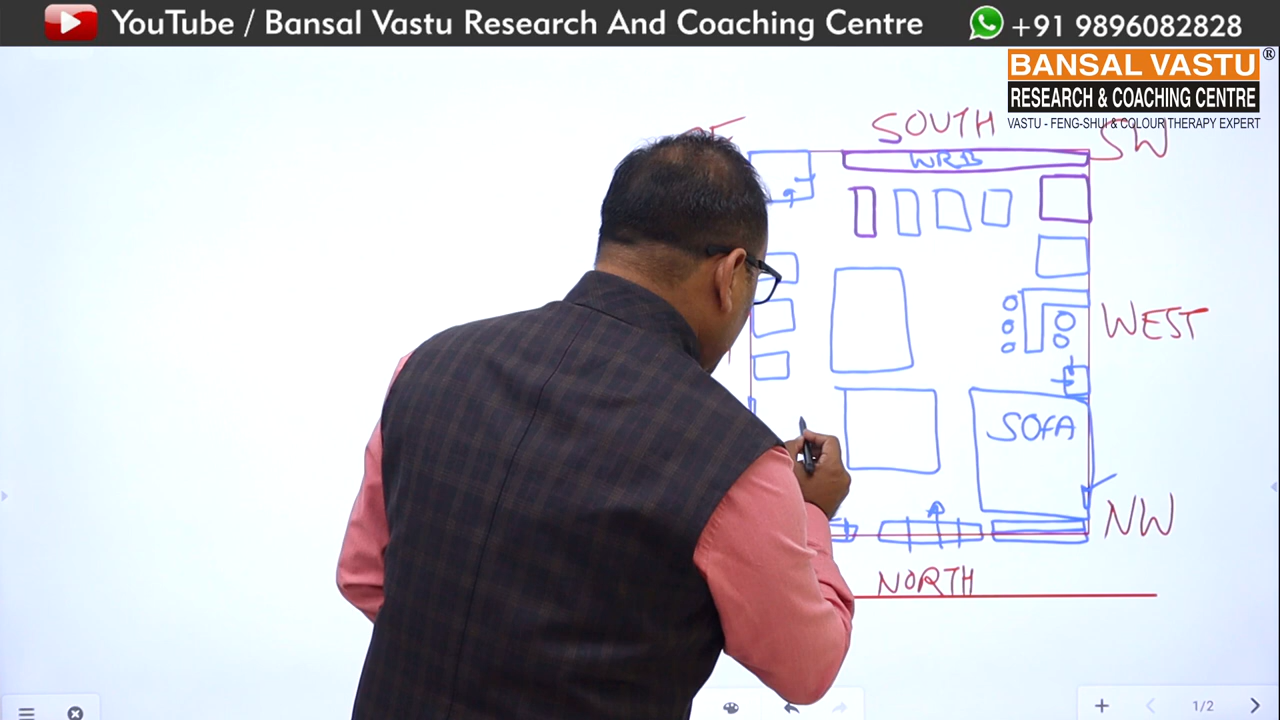 YouTube / Bansal Vastu Research And Coaching Centre
+91 9896082828
BANSAL VASTU®
RESEARCH & COACHING CENTRE
VASTU - FENG-SHUI & COLOUR THERAPY EXPERT
SOUTH
SW
WRB
WEST
SOFA
NW
NORTH
1/2